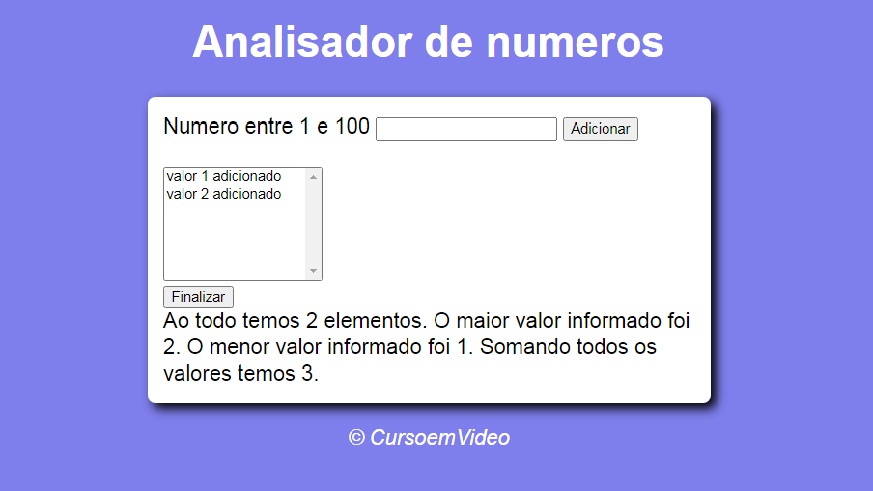 Analisador de numeros
Numero entre 1 e 100 Adicionar
valor 1 adicionado
valor 2 adicionado
Finalizar
Ao todo temos 2 elementos. O maior valor informado foi
2. O menor valor informado foi 1. Somando todos os
valores temos 3.
© CursoemVideo